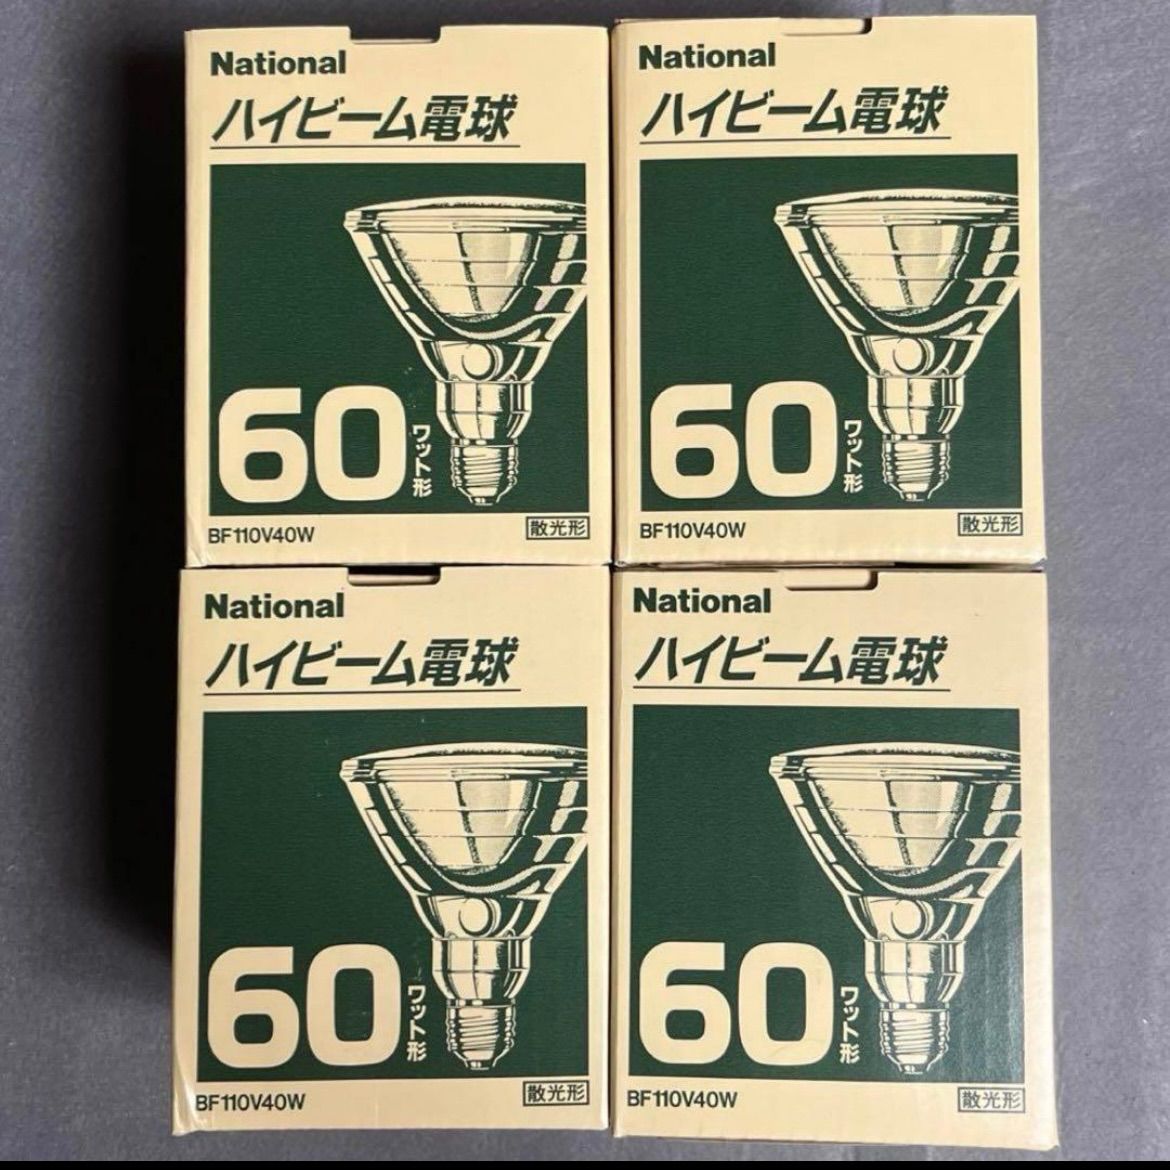 National
ハイビーム電球
60
ワット形
BF110V40W
散光形
National
ハイビーム電球
60
ワット形
BF110V40W
散光形
National
ハイビーム電球
60
ワット形
BF110V40W
散光形
National
ハイビーム電球
60
ワット形
BF110V40W
散光形